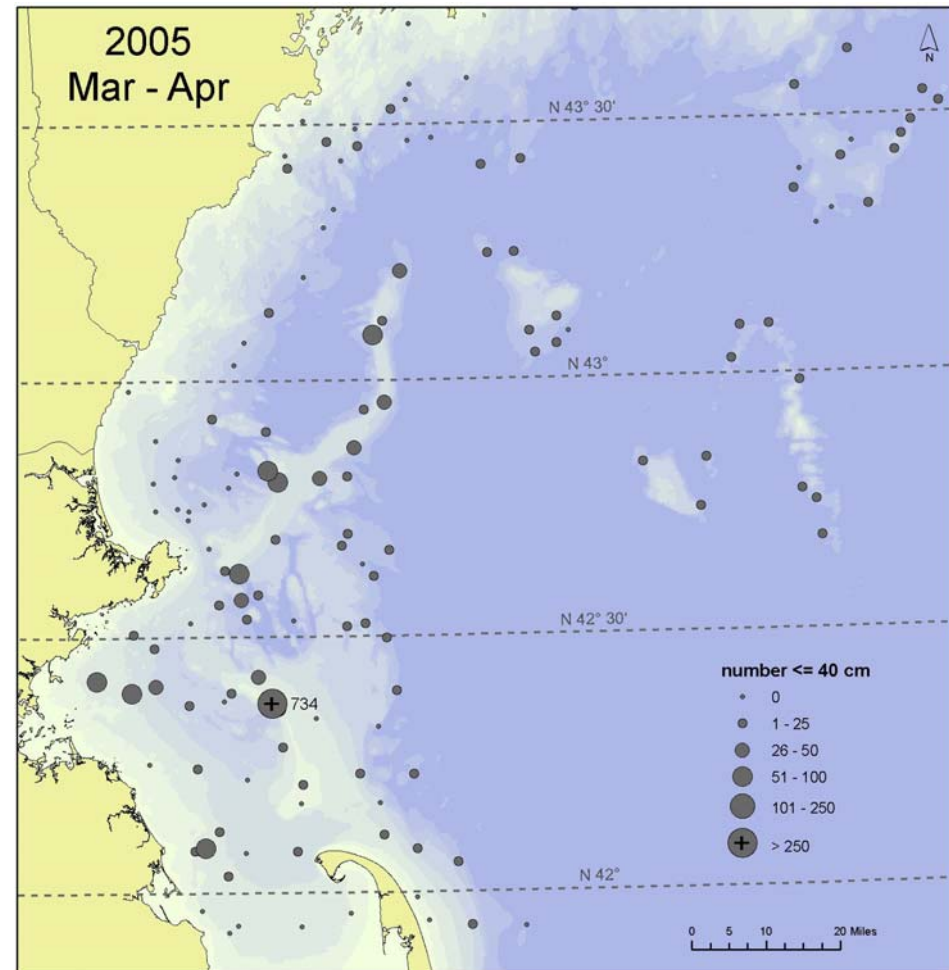 2005
Mar - Apr
N
N 43° 30'
N 43°
N 42° 30'
number <= 40 cm
0
1 - 25
26 - 50
51 - 100
101 - 250
> 250
734
N 42°
0 5 10 20 Miles